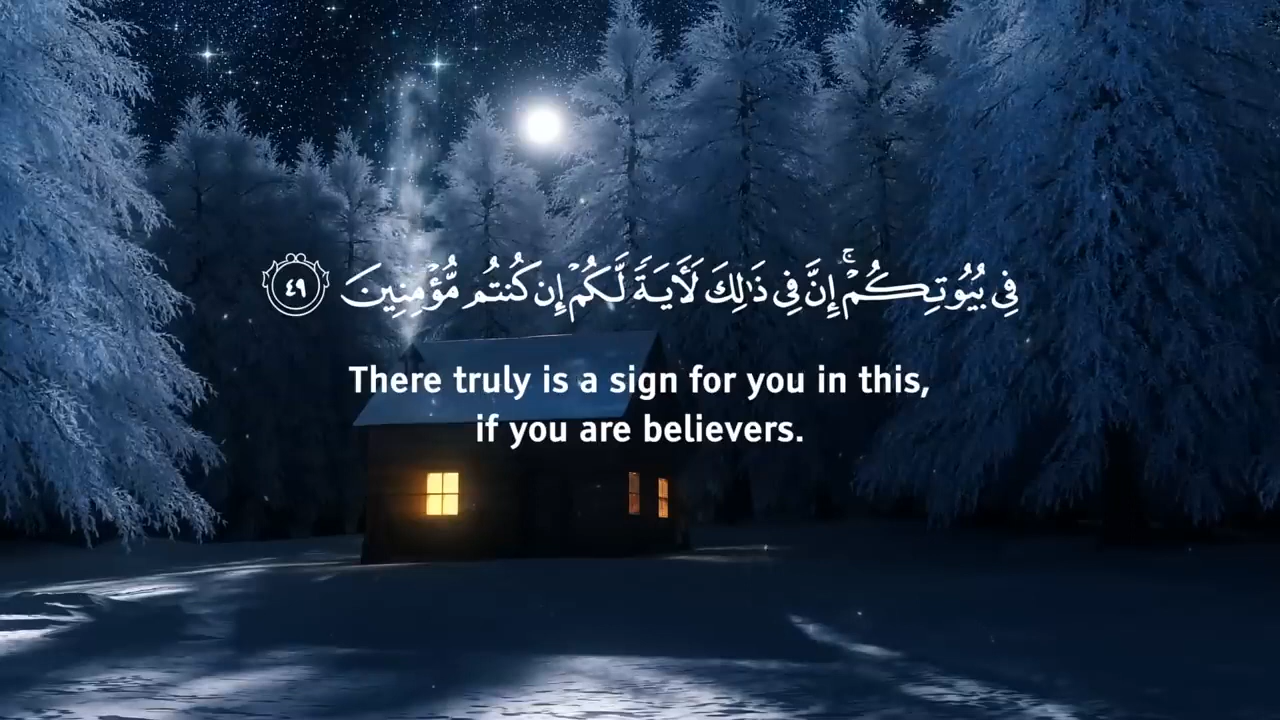 فِي بُيُوتِكُمْۚ إِنَّ فِي ذَٰلِكَ لَأٓيَةً لَّكُمْ إِن كُنتُم مُّؤْمِنِينَ ٤٩
There truly is a sign for you in this,
if you are believers.